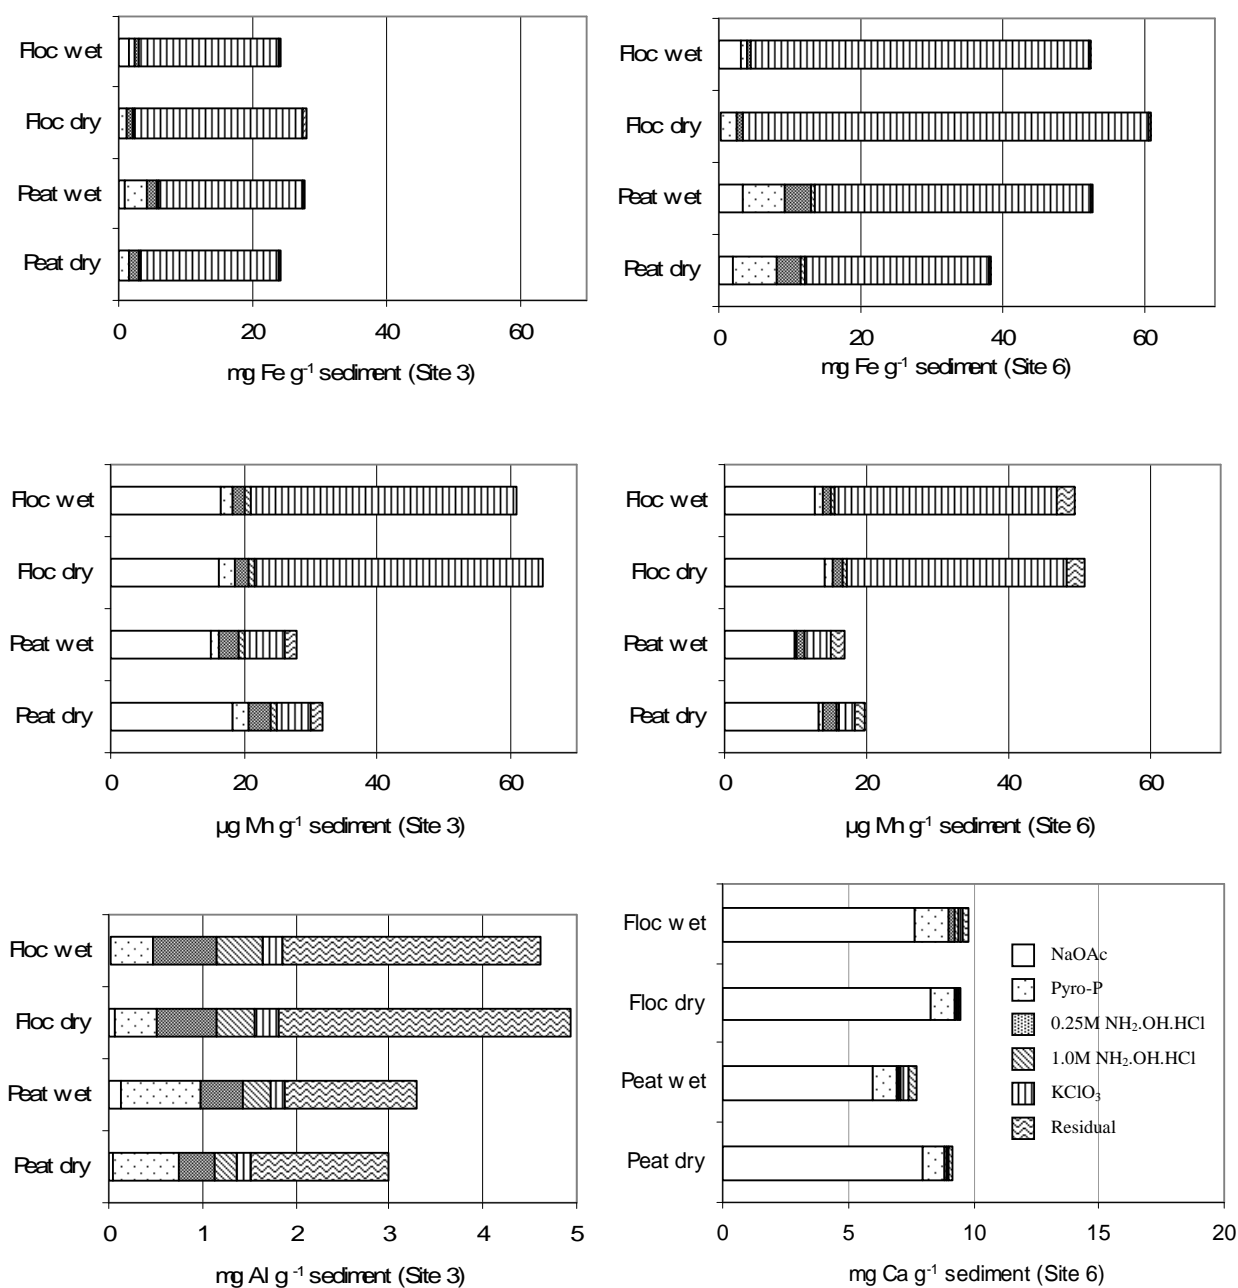 Floc wet
Floc dry
Peat wet
Peat dry
0 20 40 60
mg Fe g⁻¹ sediment (Site 3)
Floc wet
Floc dry
Peat wet
Peat dry
0 20 40 60
mg Fe g⁻¹ sediment (Site 6)
Floc wet
Floc dry
Peat wet
Peat dry
0 20 40 60
µg Mn g⁻¹ sediment (Site 3)
Floc wet
Floc dry
Peat wet
Peat dry
0 20 40 60
µg Mn g⁻¹ sediment (Site 6)
Floc wet
Floc dry
Peat wet
Peat dry
0 1 2 3 4 5
mg Al g⁻¹ sediment (Site 3)
0 5 10 15 20
Floc wet
Floc dry
Peat wet
Peat dry
NaOAc
Pyro-P
0.25M NH₂.OH.HCl
1.0M NH₂.OH.HCl
KClO₃
Residual
0 5 10 15 20
mg Ca g⁻¹ sediment (Site 6)